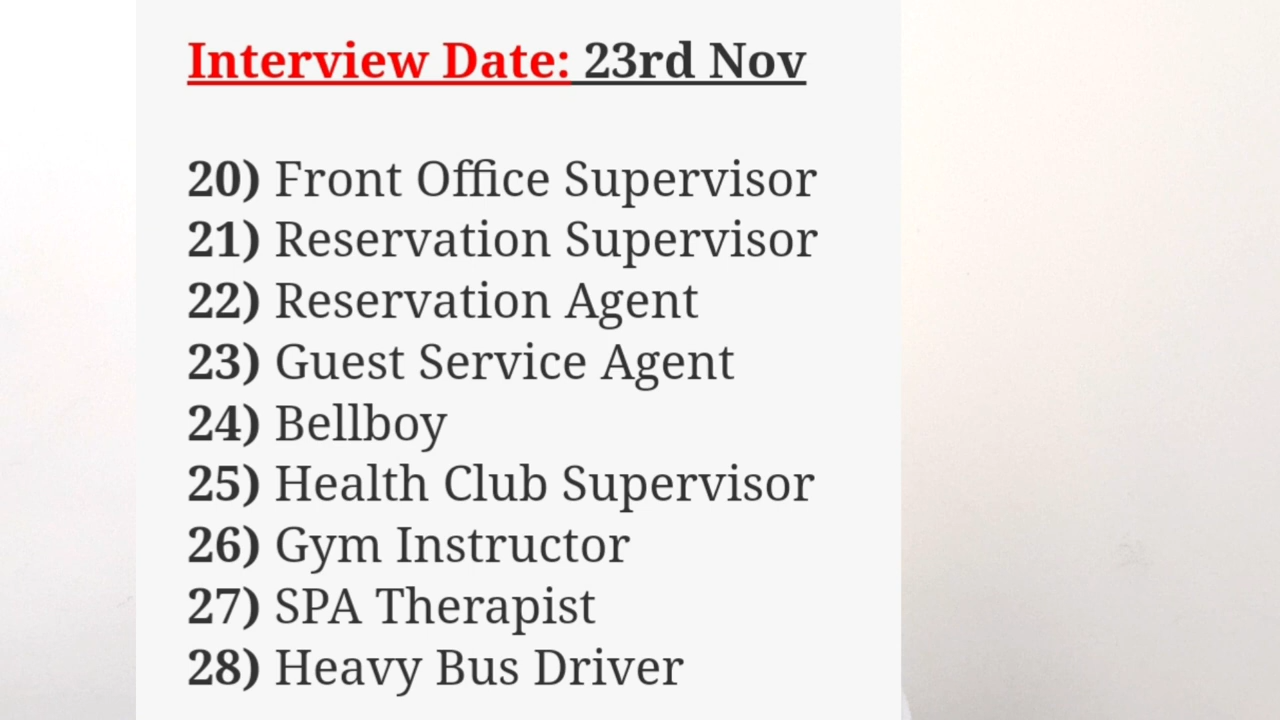 Interview Date: 23rd Nov
20) Front Office Supervisor
21) Reservation Supervisor
22) Reservation Agent
23) Guest Service Agent
24) Bellboy
25) Health Club Supervisor
26) Gym Instructor
27) SPA Therapist
28) Heavy Bus Driver